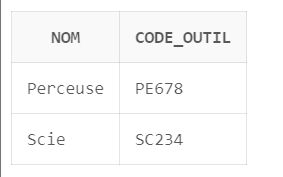 NOM CODE_OUTIL
Perceuse PE678
Scie SC234